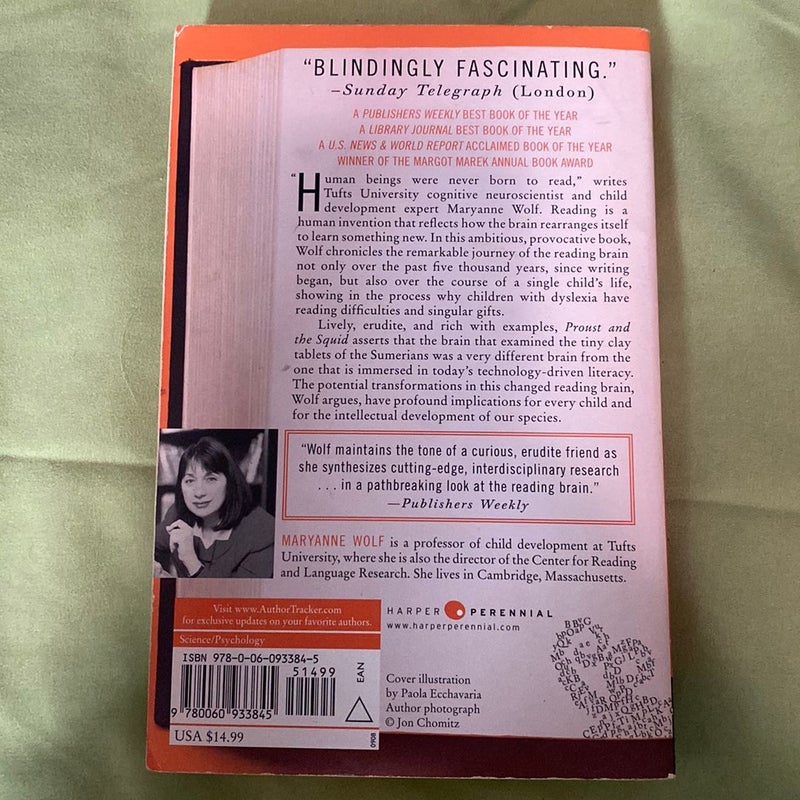 “BLINDINGLY FASCINATING.”
—Sunday Telegraph (London)
A PUBLISHERS WEEKLY BEST BOOK OF THE YEAR
A LIBRARY JOURNAL BEST BOOK OF THE YEAR
A U.S. NEWS & WORLD REPORT ACCLAIMED BOOK OF THE YEAR
WINNER OF THE MARGOT MAREK ANNUAL BOOK AWARD
“Human beings were never born to read,” writes
Tufts University cognitive neuroscientist and child
development expert Maryanne Wolf. Reading is a
human invention that reflects how the brain rearranges itself
to learn something new. In this ambitious, provocative book,
Wolf chronicles the remarkable journey of the reading brain
not only over the past five thousand years, since writing
began, but also over the course of a single child’s life,
showing in the process why children with dyslexia have
reading difficulties and singular gifts.
Lively, erudite, and rich with examples, Proust and
the Squid asserts that the brain that examined the tiny clay
tablets of the Sumerians was a very different brain from the
one that is immersed in today’s technology-driven literacy.
The potential transformations in this changed reading brain,
Wolf argues, have profound implications for every child and
for the intellectual development of our species.
“Wolf maintains the tone of a curious, erudite friend as
she synthesizes cutting-edge, interdisciplinary research
. . . in a pathbreaking look at the reading brain.”
—Publishers Weekly
MARYANNE WOLF is a professor of child development at Tufts
University, where she is also the director of the Center for Reading
and Language Research. She lives in Cambridge, Massachusetts.
Visit www.AuthorTracker.com
for exclusive updates on your favorite authors.
Science/Psychology
ISBN 978-0-06-093384-5
51499
EAN
9 780060 933845
USA $14.99
0908
HARPER PERENNIAL
www.harperperennial.com
Cover illustration
by Paola Ecchavaria
Author photograph
© Jon Chomitz